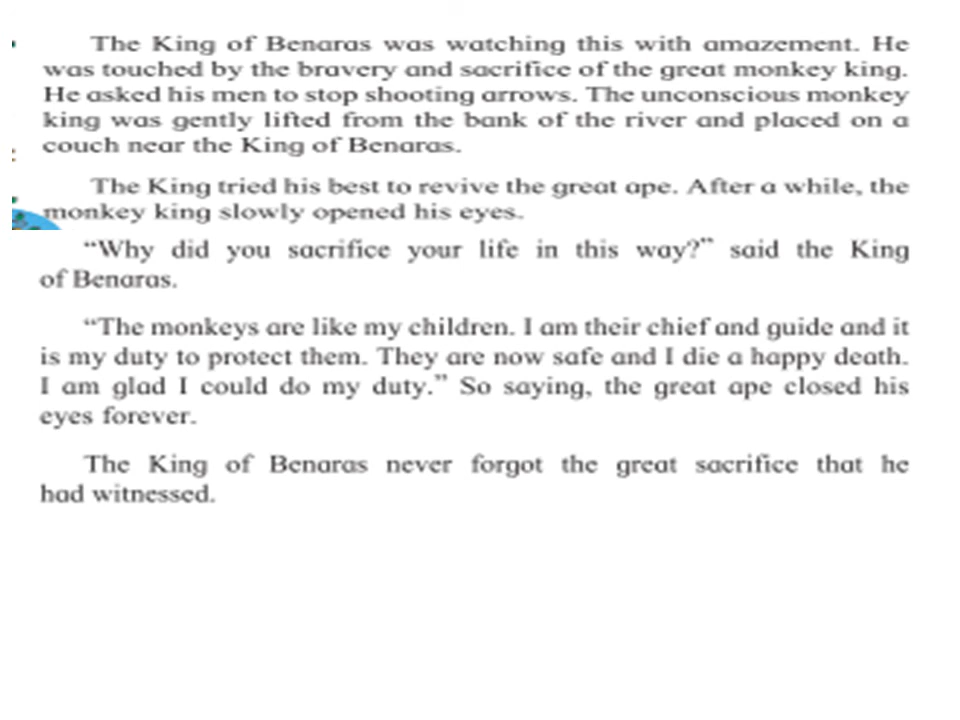 The King of Benaras was watching this with amazement. He
was touched by the bravery and sacrifice of the great monkey king.
He asked his men to stop shooting arrows. The unconscious monkey
king was gently lifted from the bank of the river and placed on a
couch near the King of Benaras.
The King tried his best to revive the great ape. After a while, the
monkey king slowly opened his eyes.
“Why did you sacrifice your life in this way?” said the King
of Benaras.
“The monkeys are like my children. I am their chief and guide and it
is my duty to protect them. They are now safe and I die a happy death.
I am glad I could do my duty.” So saying, the great ape closed his
eyes forever.
The King of Benaras never forgot the great sacrifice that he
had witnessed.